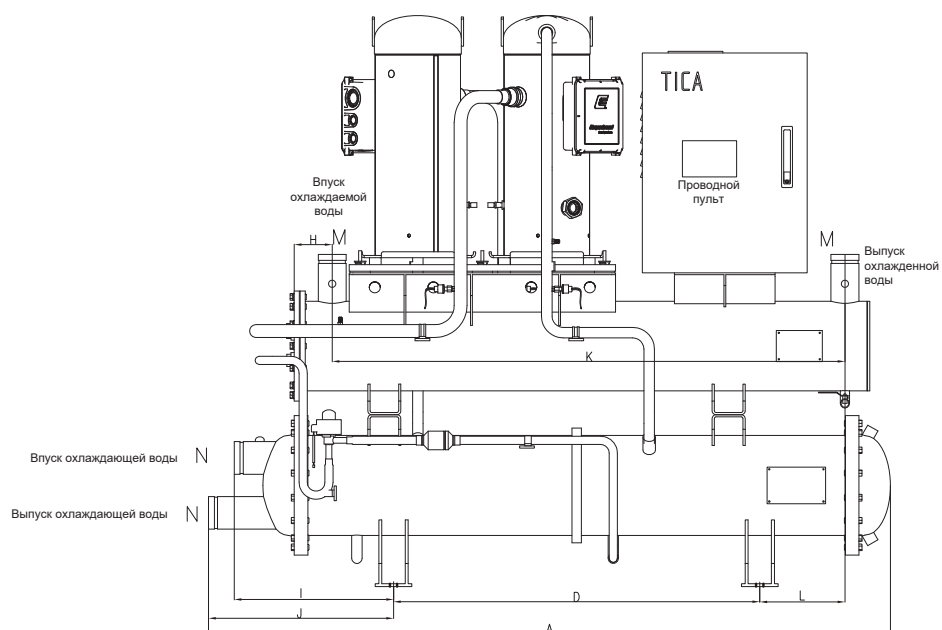 TICA
Проводной
пульт
Впуск
охлаждаемой
воды
H
M
M
Выпуск
охлажденной
воды
K
Впуск охлаждающей воды
N
Выпуск охлаждающей воды
N
I
D
L
J
A